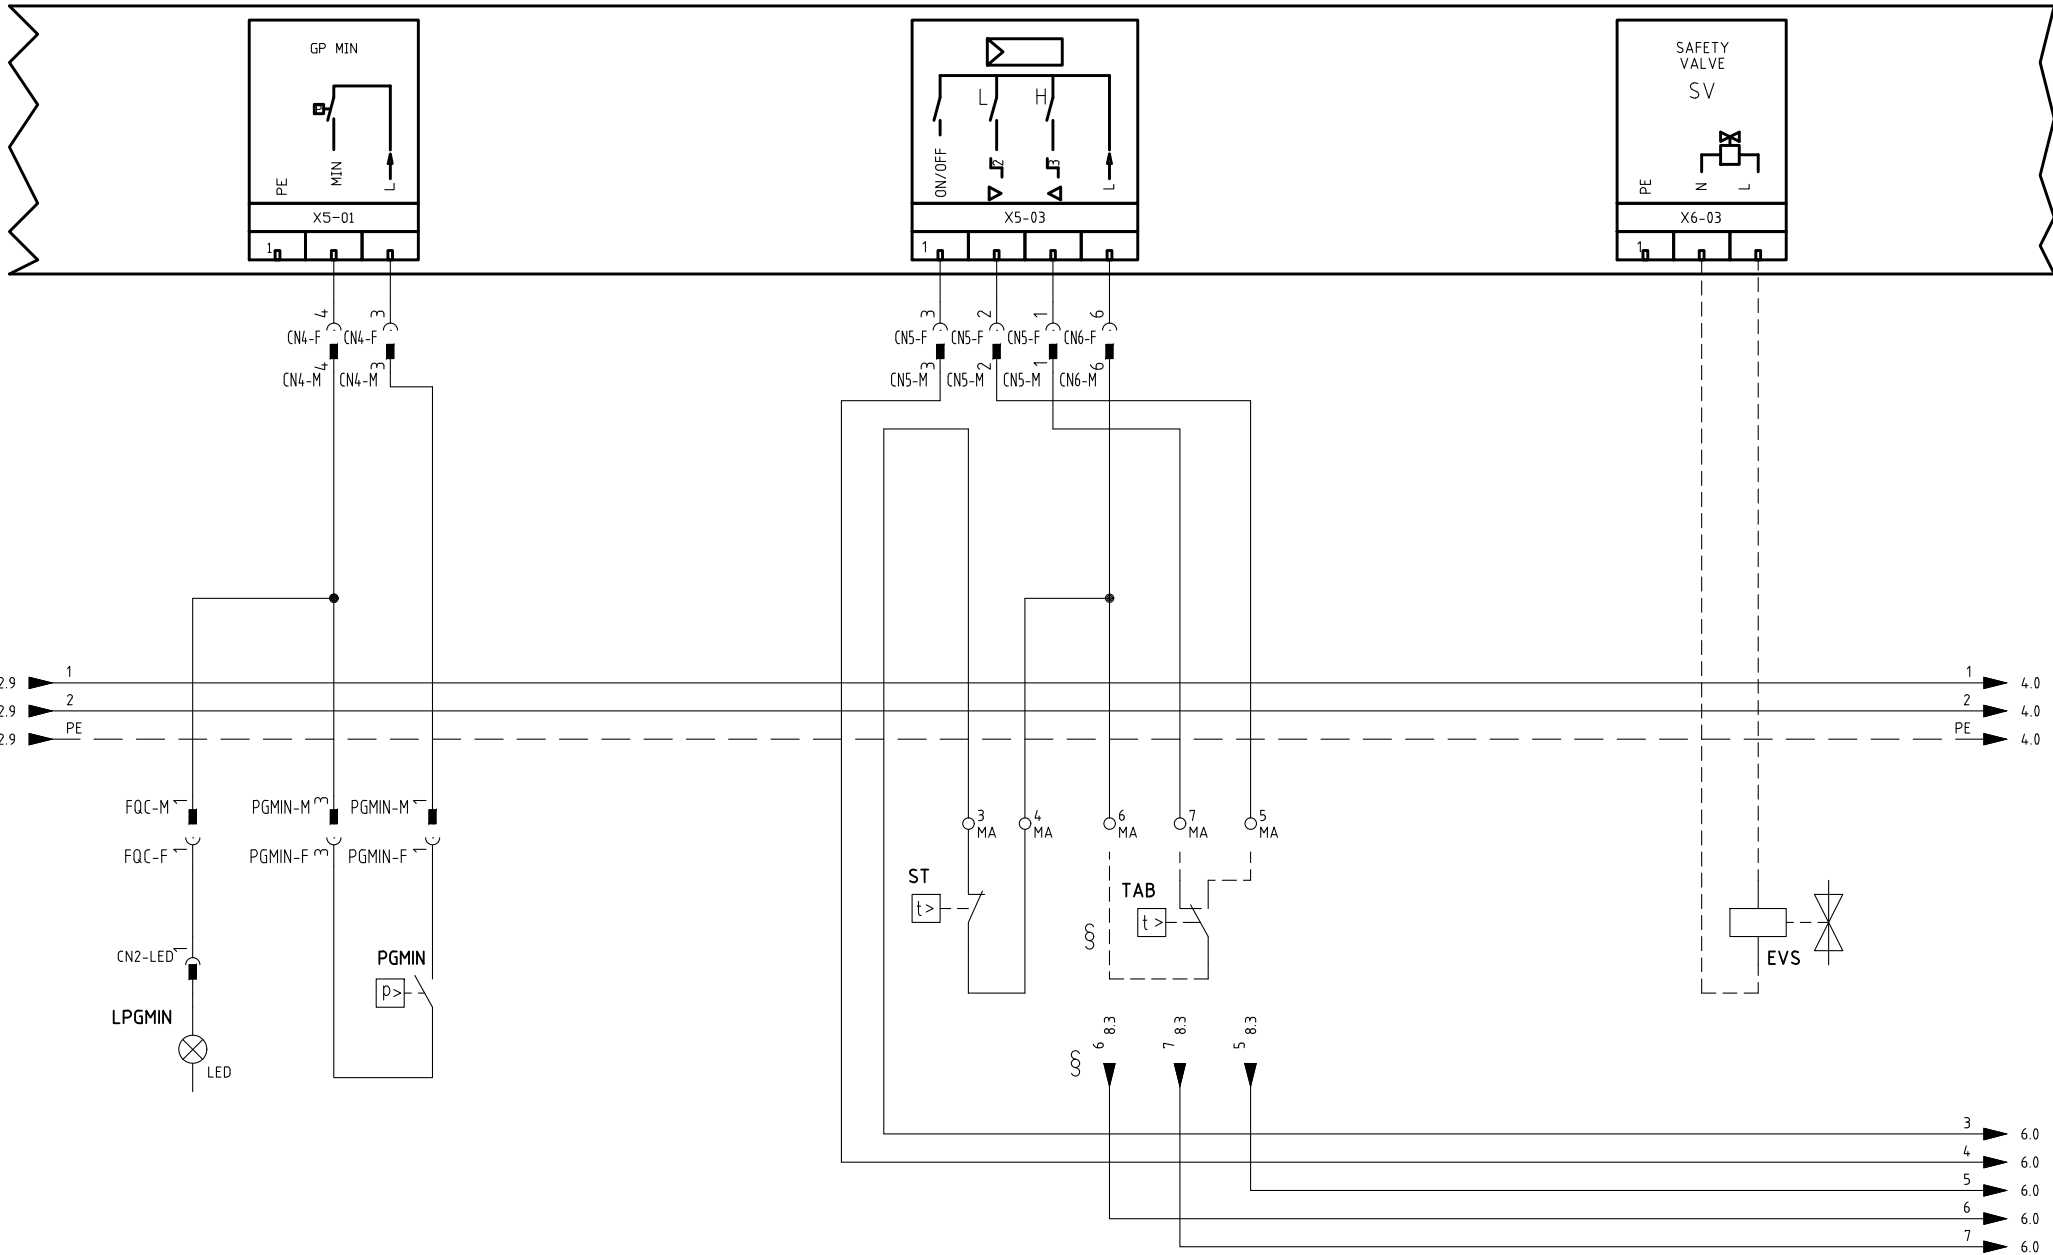 GP MIN
PE
MIN
L
P
X5-01
1
ON/OFF
L
H
2
3
L
X5-03
1
SAFETY
VALVE
SV
PE
N
L
X6-03
1
4
3
CN4-F
CN4-F
4
3
CN4-M
CN4-M
3
2
1
6
CN5-F
CN5-F
CN5-F
CN6-F
3
2
1
6
CN5-M
CN5-M
CN5-M
CN6-M
2.9
1
1
4.0
2.9
2
2
4.0
2.9
PE
PE
4.0
FQC-M
1
PGMIN-M
3
PGMIN-M
1
FQC-F
1
PGMIN-F
3
PGMIN-F
1
3
MA
4
MA
6
MA
7
MA
5
MA
ST
t>
TAB
t >
§
CN2-LED
1
PGMIN
p>
EVS
LPGMIN
LED
§
6
8.3
7
8.3
5
8.3
3
6.0
4
6.0
5
6.0
6
6.0
7
6.0